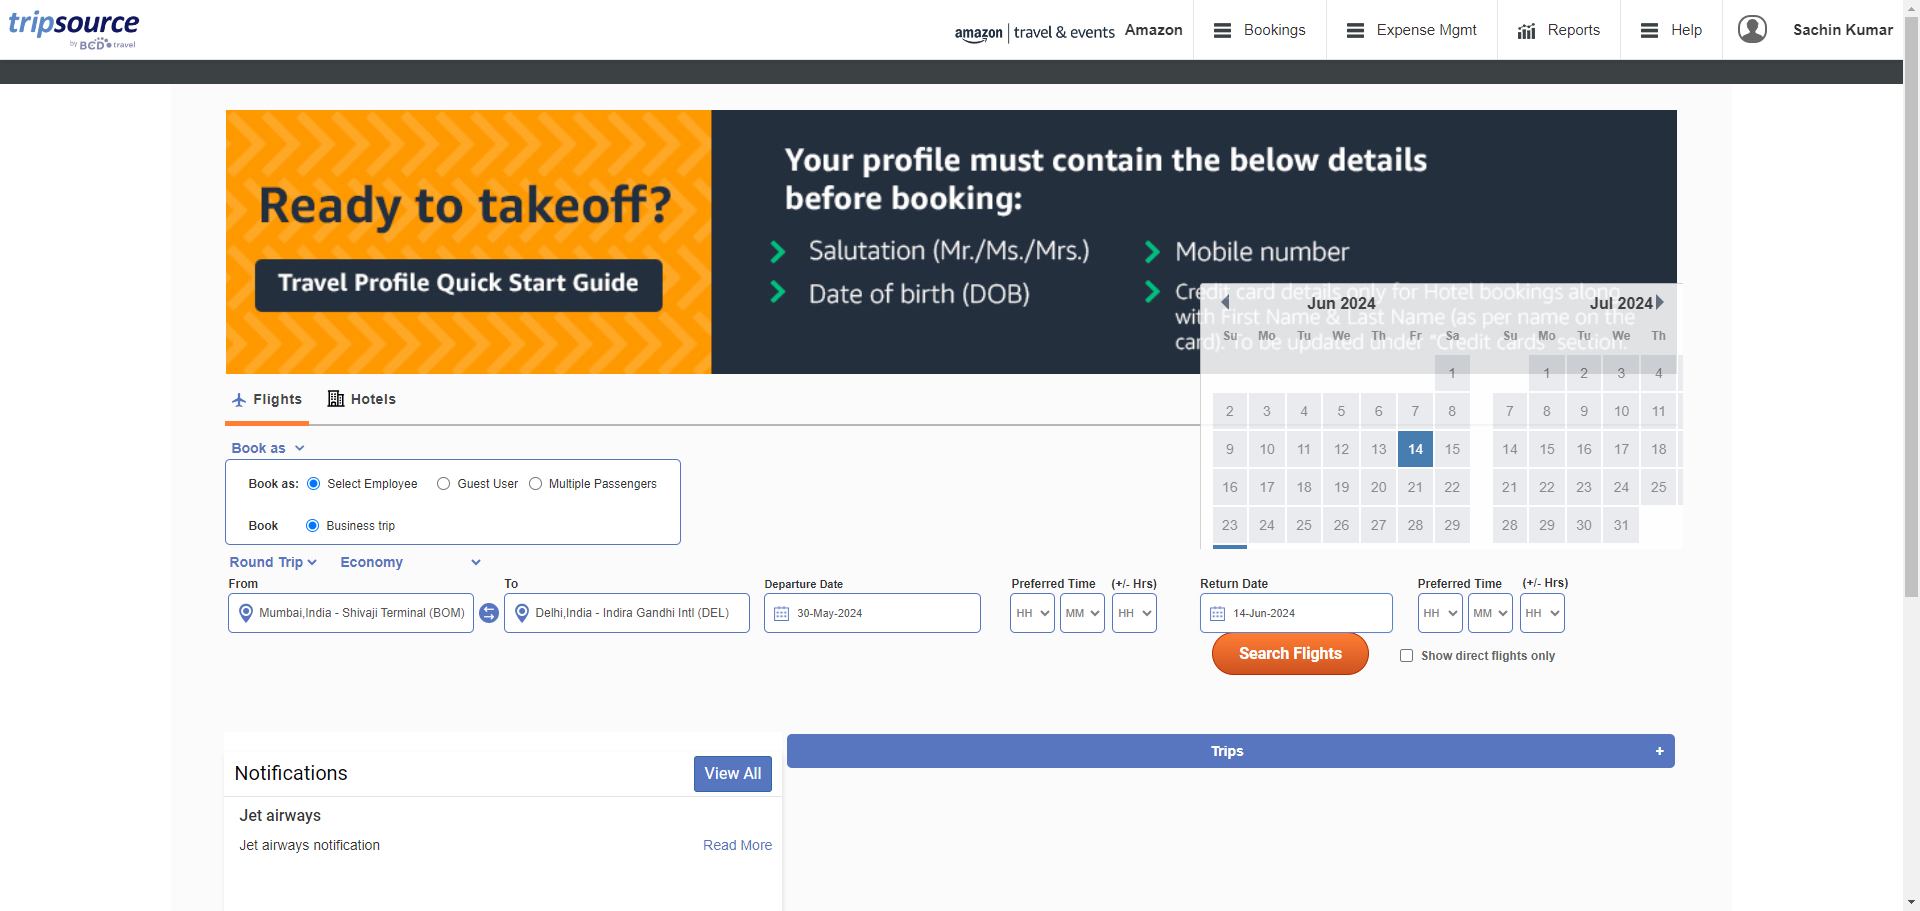 tripsource
by BCD travel
amazon | travel & events Amazon
Bookings
Expense Mgmt
Reports
Help
Sachin Kumar
Ready to takeoff?
Travel Profile Quick Start Guide
Your profile must contain the below details
before booking:
Salutation (Mr./Ms./Mrs.)
Date of birth (DOB)
Mobile number
Credit card details only for Hotel bookings along
with First Name & Last Name (as per name on the
card). To be updated under "Credit cards" section.
Jun 2024
Su Mo Tu We Th Fr Sa
1
2 3 4 5 6 7 8
9 10 11 12 13 14 15
16 17 18 19 20 21 22
23 24 25 26 27 28 29
Jul 2024
Su Mo Tu We Th
1 2 3 4
7 8 9 10 11
14 15 16 17 18
21 22 23 24 25
28 29 30 31
Flights
Hotels
Book as
Book as: Select Employee Guest User Multiple Passengers
Book Business trip
Round Trip Economy
From To Departure Date Preferred Time (+/- Hrs) Return Date Preferred Time (+/- Hrs)
Mumbai,India - Shivaji Terminal (BOM) Delhi,India - Indira Gandhi Intl (DEL) 30-May-2024 HH MM HH 14-Jun-2024 HH MM HH
Search Flights
Show direct flights only
Trips +
Notifications
View All
Jet airways
Jet airways notification
Read More